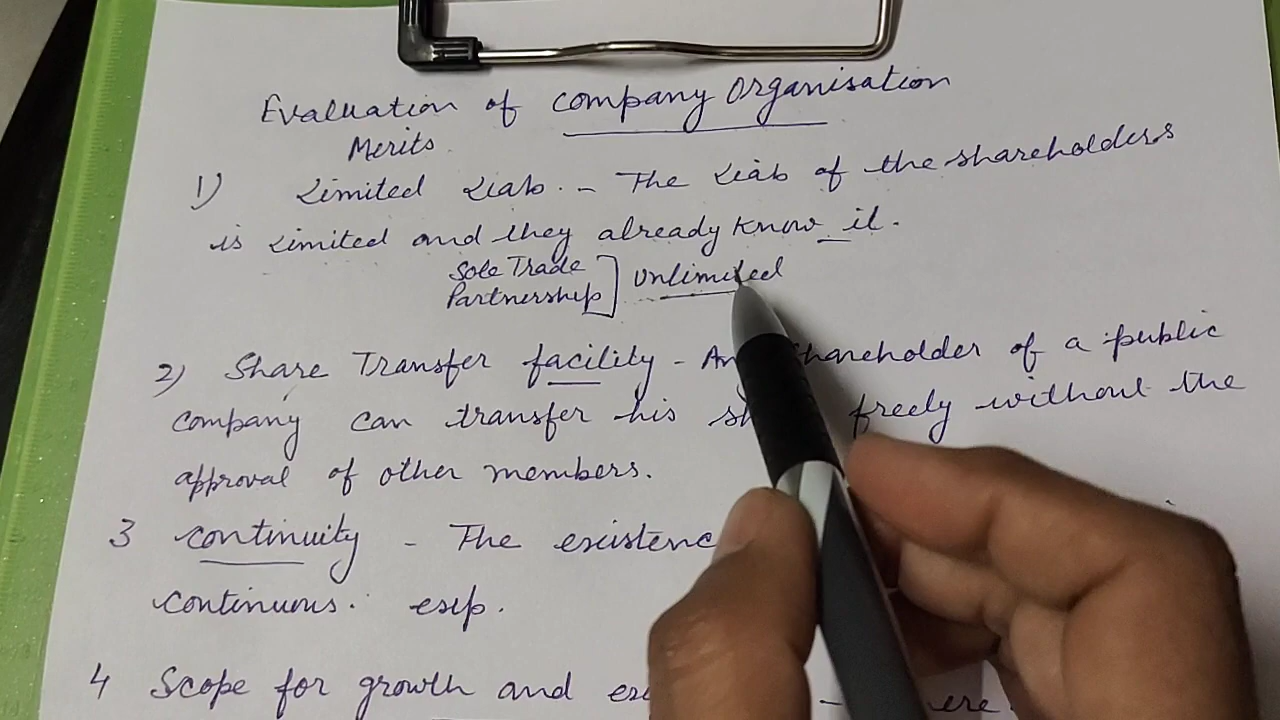 Evaluation of Company Organisation
Merits
1) Limited Liab. - The Liab of the shareholders
is Limited and they already know it.
Sole Trade
Partnership ] Unlimited
2) Share Transfer facility - shareholder of a public
company can transfer his freely without the
approval of other members.
3 continuity - The
continuous.
4 Scope for growth and